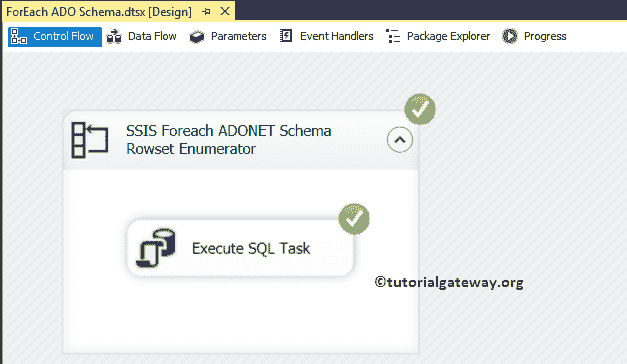 ForEach ADO Schema.dtsx [Design]
Control Flow Data Flow Parameters Event Handlers Package Explorer Progress
SSIS Foreach ADONET Schema
Rowset Enumerator
Execute SQL Task
©tutorialgateway.org